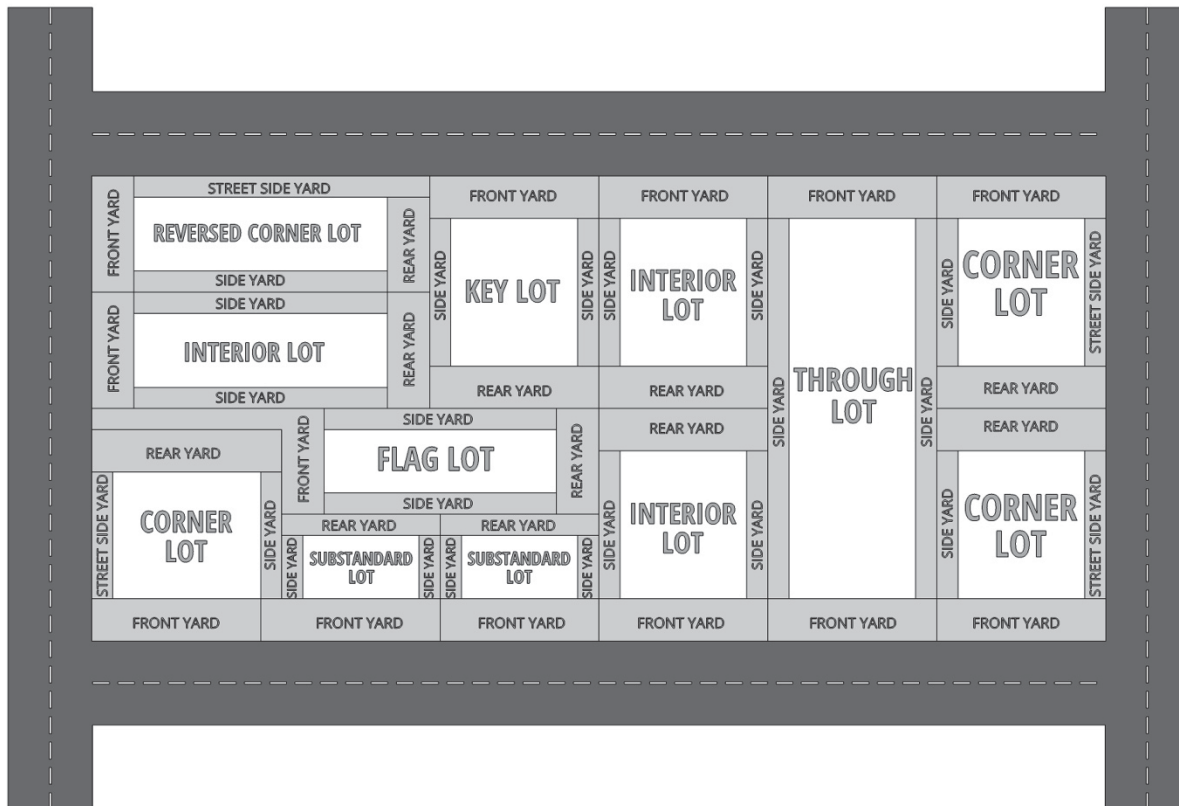 STREET SIDE YARD
FRONT YARD
REVERSED CORNER LOT
REAR YARD
SIDE YARD
FRONT YARD
SIDE YARD
INTERIOR LOT
REAR YARD
SIDE YARD
FRONT YARD
SIDE YARD
KEY LOT
SIDE YARD
REAR YARD
FRONT YARD
SIDE YARD
INTERIOR
LOT
SIDE YARD
REAR YARD
FRONT YARD
SIDE YARD
THROUGH
LOT
SIDE YARD
FRONT YARD
FRONT YARD
SIDE YARD
CORNER
LOT
STREET SIDE YARD
REAR YARD
REAR YARD
STREET SIDE YARD
CORNER
LOT
SIDE YARD
FRONT YARD
FRONT YARD
SIDE YARD
FLAG LOT
REAR YARD
SIDE YARD
REAR YARD
SIDE YARD
SUBSTANDARD
LOT
SIDE YARD
FRONT YARD
REAR YARD
SIDE YARD
SUBSTANDARD
LOT
SIDE YARD
FRONT YARD
REAR YARD
SIDE YARD
INTERIOR
LOT
SIDE YARD
FRONT YARD
REAR YARD
SIDE YARD
CORNER
LOT
STREET SIDE YARD
FRONT YARD